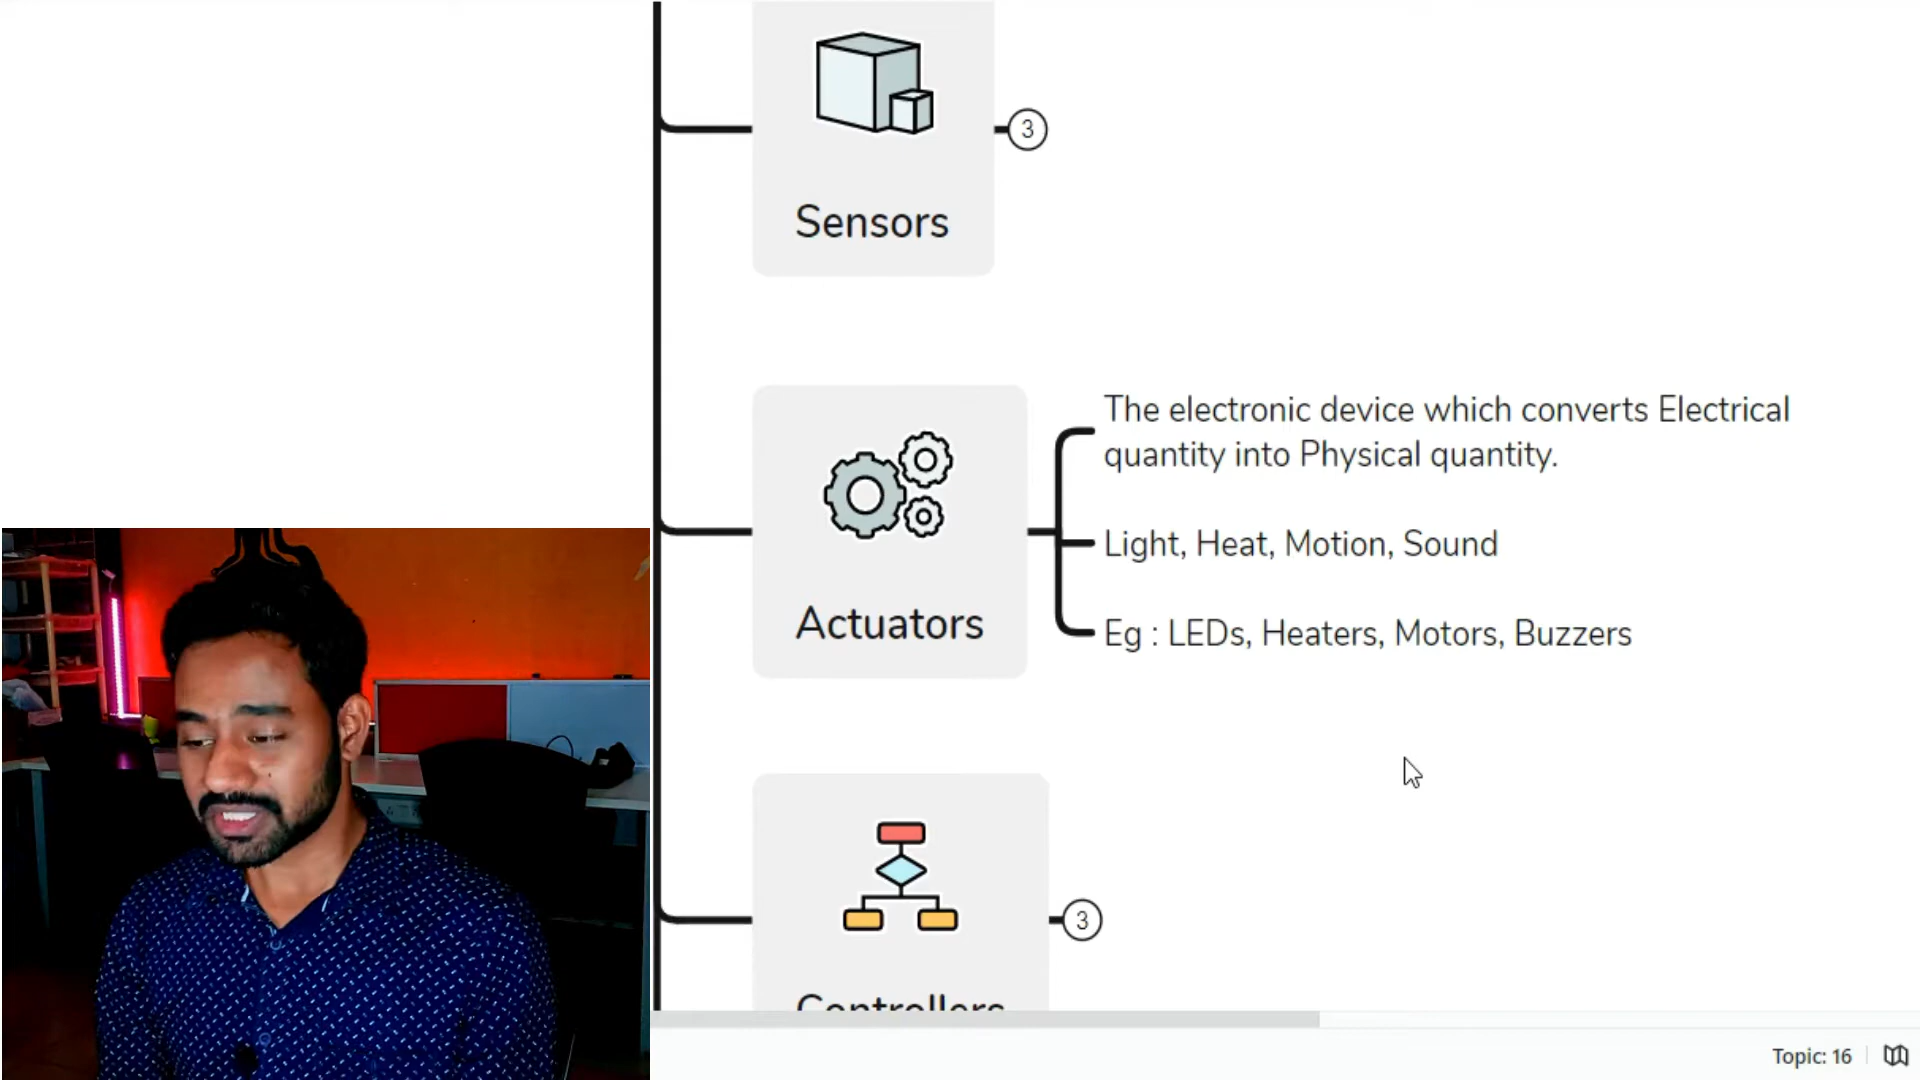 3
Sensors
The electronic device which converts Electrical
quantity into Physical quantity.
Light, Heat, Motion, Sound
Actuators
Eg : LEDs, Heaters, Motors, Buzzers
3
Controllers
Topic: 16